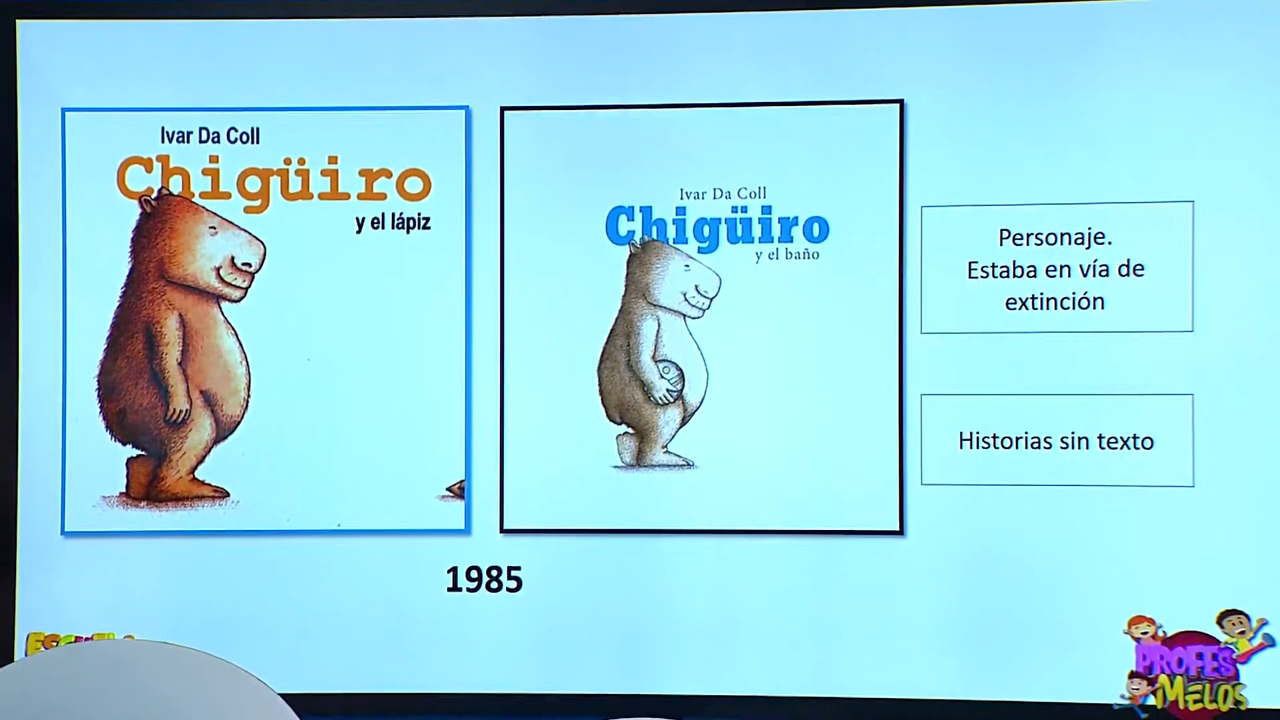 Ivar Da Coll
Chigüiro
y el lápiz
Ivar Da Coll
Chigüiro
y el baño
Personaje.
Estaba en vía de
extinción
Historias sin texto
1985
PROFES
MELOS